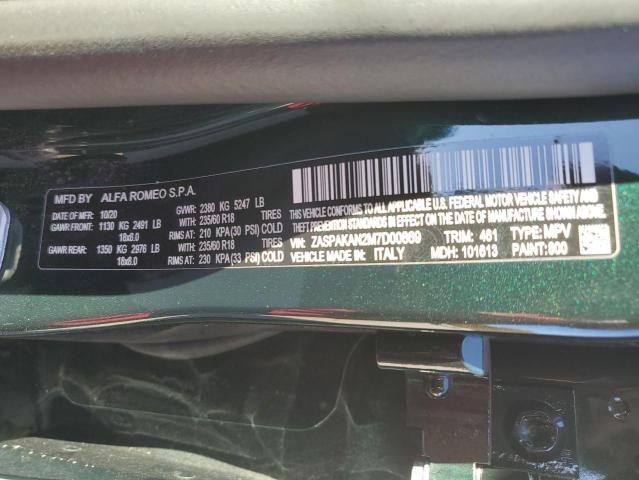 MFD BY ALFA ROMEO S.P.A.
DATE OF MFR: 10/20 GVWR: 2380 KG 5247 LB
GAWR FRONT: 1130 KG 2491 LB WITH: 235/60 R18 TIRES
18x8.0 RIMS AT: 210 KPA (30 PSI) COLD
GAWR REAR: 1350 KG 2976 LB WITH: 235/60 R18 TIRES
18x8.0 RIMS AT: 230 KPA (33 PSI) COLD
THIS VEHICLE CONFORMS TO ALL APPLICABLE U.S. FEDERAL MOTOR VEHICLE SAFETY, BUMPER, AND
THEFT PREVENTION STANDARDS IN EFFECT ON THE DATE OF MANUFACTURE SHOWN ABOVE.
VIN: ZASPAKAN2M7D00869 TRIM: 461 TYPE: MPV
VEHICLE MADE IN: ITALY MDH: 101613 PAINT: 900